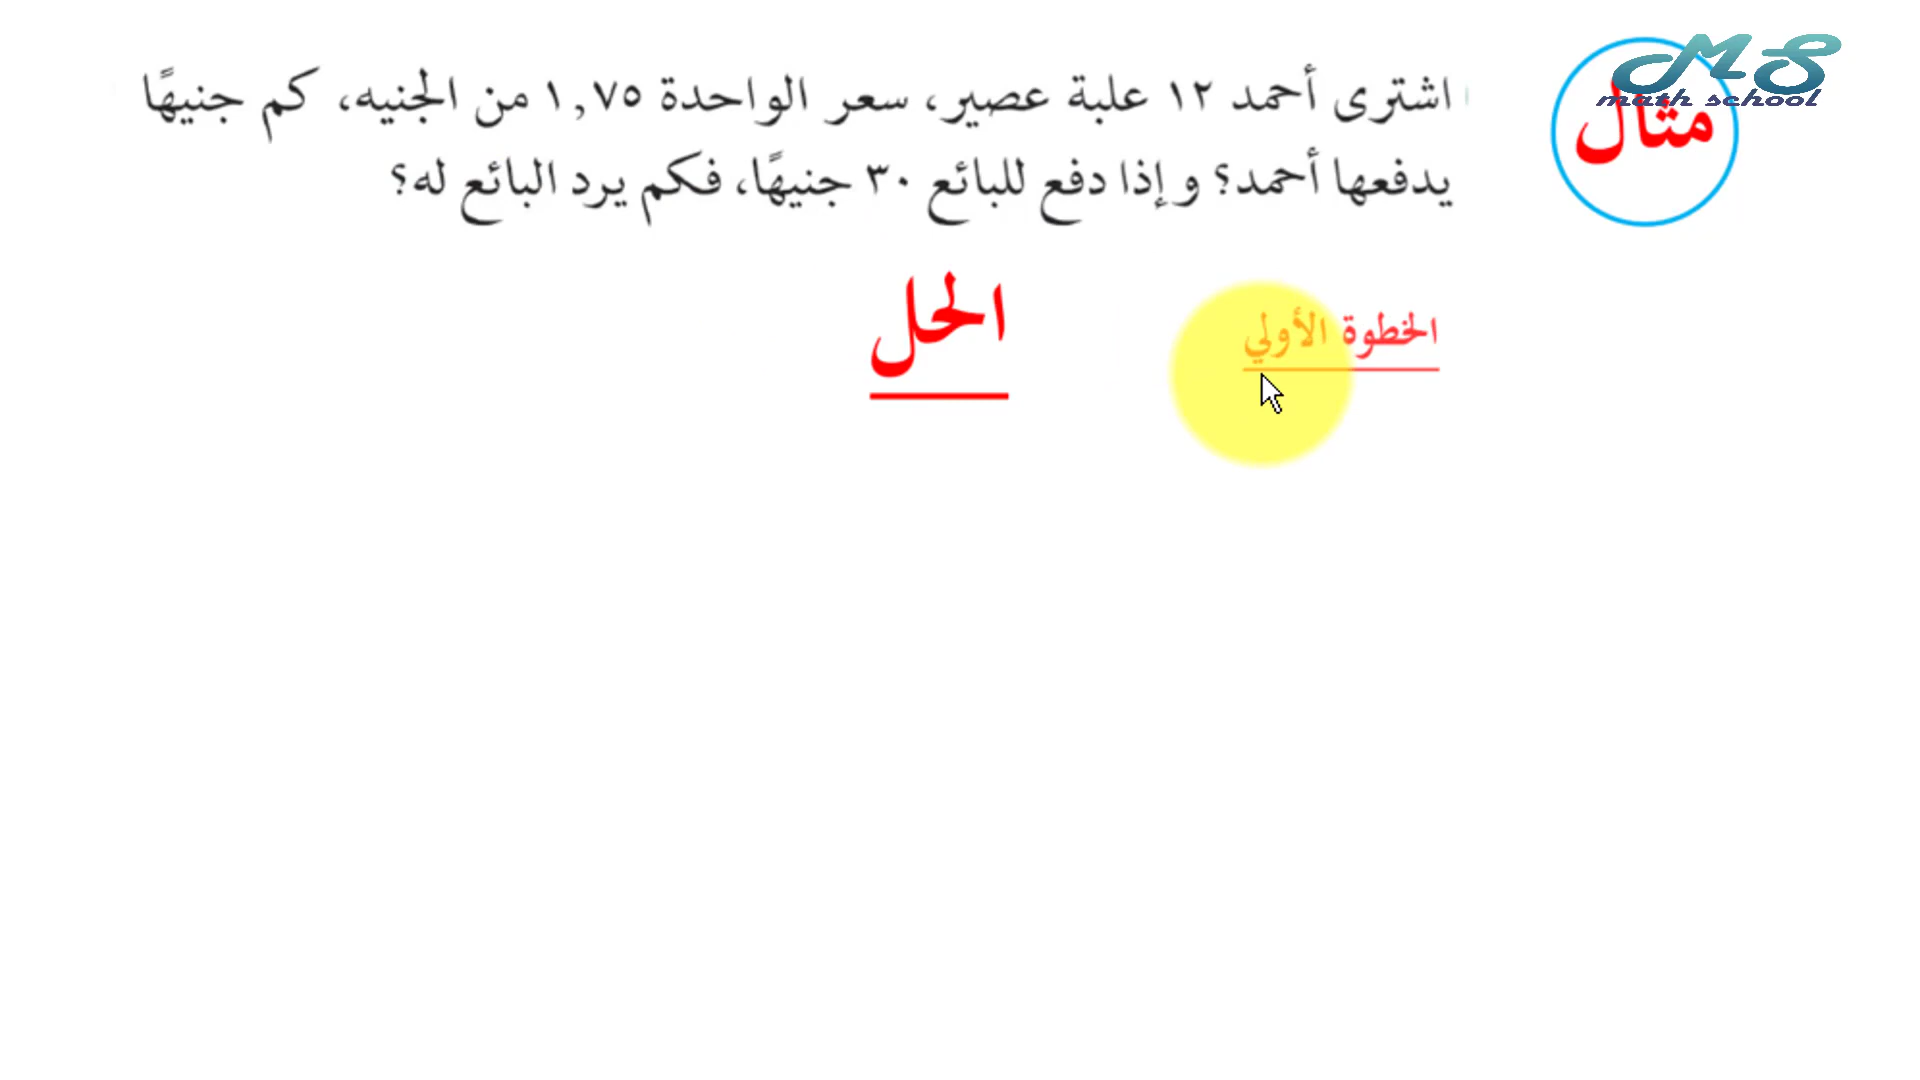 MS
math school
مثال
اشترى أحمد ١٢ علبة عصير، سعر الواحدة ١,٧٥ من الجنيه، كم جنيهًا
يدفعها أحمد؟ وإذا دفع للبائع ٣٠ جنيهًا، فكم يرد البائع له؟
الحل
الخطوة الأولي